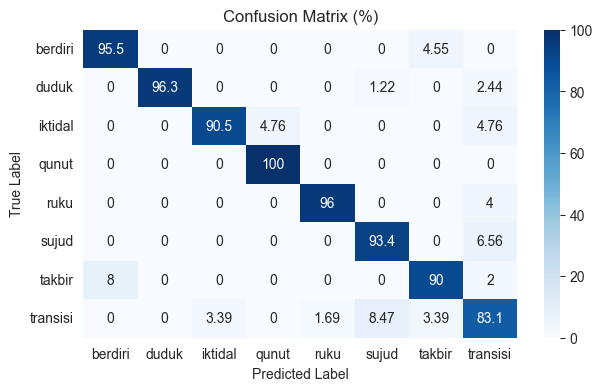 Confusion Matrix (%)
True Label
berdiri 95.5 0 0 0 0 0 4.55 0
duduk 0 96.3 0 0 0 1.22 0 2.44
iktidal 0 0 90.5 4.76 0 0 0 4.76
qunut 0 0 0 100 0 0 0 0
ruku 0 0 0 0 96 0 0 4
sujud 0 0 0 0 0 93.4 0 6.56
takbir 8 0 0 0 0 0 90 2
transisi 0 0 3.39 0 1.69 8.47 3.39 83.1
berdiri duduk iktidal qunut ruku sujud takbir transisi
Predicted Label
100
80
60
40
20
0